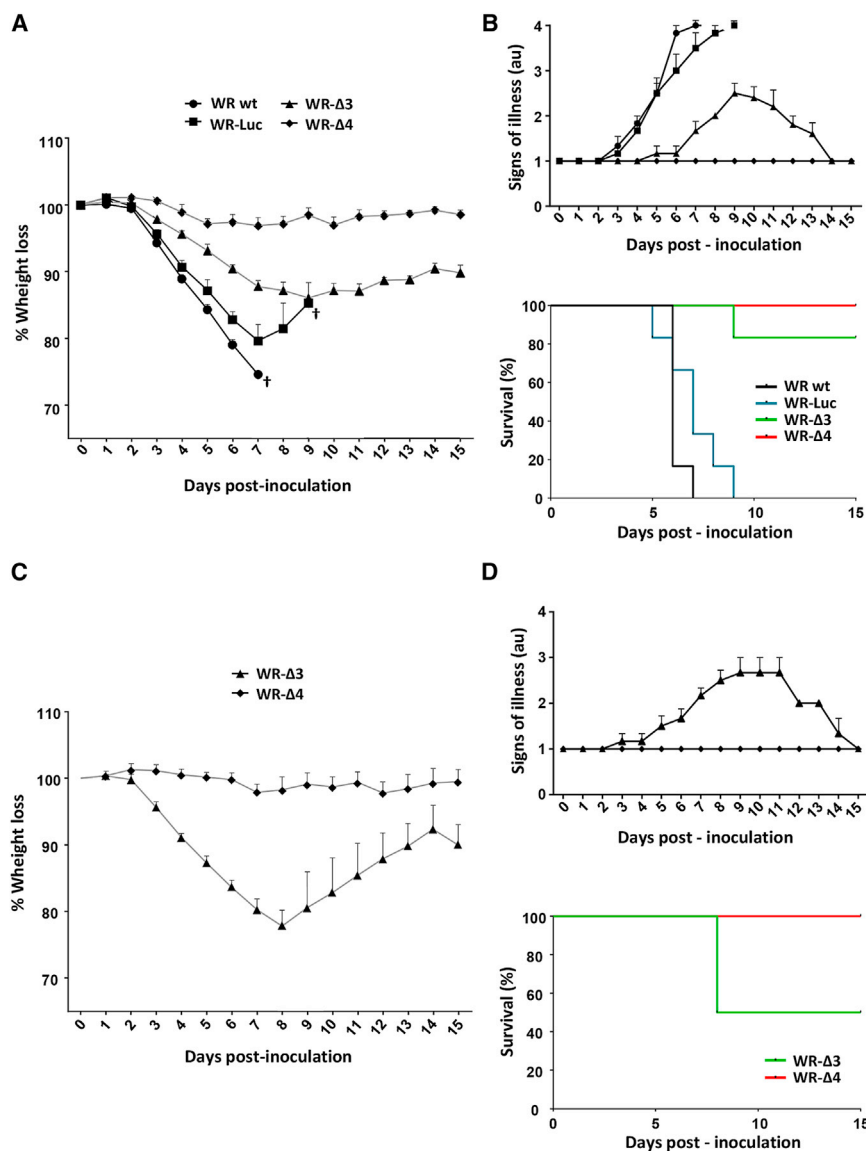 A
WR wt
WR-Δ3
WR-Luc
WR-Δ4
110
100
90
80
70
% Wheight loss
†
†
0 1 2 3 4 5 6 7 8 9 10 11 12 13 14 15
Days post-inoculation
B
4
3
2
1
0
Signs of illness (au)
0 1 2 3 4 5 6 7 9 9 10 11 12 13 14 15
Days post - inoculation
100
80
60
40
20
0
Survival (%)
WR wt
WR-Luc
WR-Δ3
WR-Δ4
0 5 10 15
Days post - inoculation
C
WR-Δ3
WR-Δ4
110
100
90
80
70
% Wheight loss
0 1 2 3 4 5 6 7 8 9 10 11 12 13 14 15
Days post-inoculation
D
4
3
2
1
0
Signs of illness (au)
0 1 2 3 4 5 6 7 8 9 10 11 12 13 14 15
Days post - inoculation
100
80
60
40
20
0
Survival (%)
WR-Δ3
WR-Δ4
0 5 10 15
Days post - inoculation